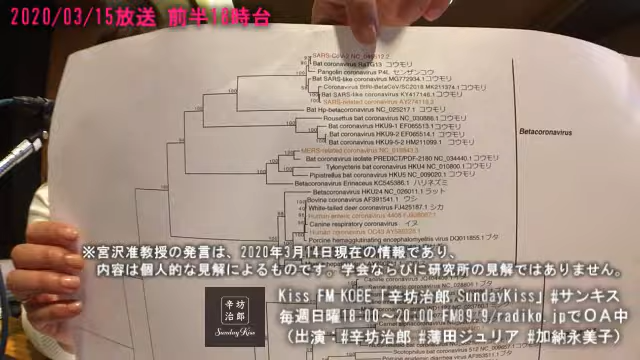 2020/03/15放送 前半18時台
SARS-CoV-2 NC_045512.2
Bat coronavirus RaTG13 コウモリ
Pangolin coronavirus P4L センザンコウ
Bat SARS-like coronavirus MG772934.1 コウモリ
Coronavirus BtRl-BetaCoV/SC2018 MK211374.1 コウモリ
Bat SARS-like coronavirus KY417146.1 コウモリ
SARS-related coronavirus AY274119.3
Bat Hp-betacoronavirus NC_025217.1 コウモリ
Rousettus bat coronavirus NC_030886.1 コウモリ
Bat coronavirus HKU9-1 EF065513.1 コウモリ
Bat coronavirus HKU9-2 EF065514.1 コウモリ
Bat coronavirus HKU9-5-2 HM211099.1 コウモリ
MERS-related coronavirus NC_019843.3
Bat coronavirus isolate PREDICT/PDF-2180 NC_034440.1 コウモリ
Tylonycteris bat coronavirus HKU4 NC_010800.1 コウモリ
Pipistrellus bat coronavirus HKU5 NC_009020.1 コウモリ
Betacoronavirus Erinaceus KC545386.1 ハリネズミ
Betacoronavirus HKU24 NC_026011.1 ラット
Bovine coronavirus AF391541.1 ウシ
White-tailed deer coronavirus FJ425187.1 シカ
Human enteric coronavirus 4408 FJ938067.1
Canine respiratory coronavirus イヌ
Human coronavirus OC43
Porcine hemagglutinating encephalomyelitis virus DQ011855.1 ブタ
Betacoronavirus
※宮沢准教授の発言は、2020年3月14日現在の情報であり、
内容は個人的な見解によるものです。学会ならびに研究所の見解ではありません。
辛坊
治郎
Sunday Kiss
Kiss FM KOBE「辛坊治郎 SundayKiss」#サンキス
毎週日曜18:00〜20:00 FM89.9/radiko.jpでOA中
(出演:#辛坊治郎 #薄田ジュリア #加納永美子)